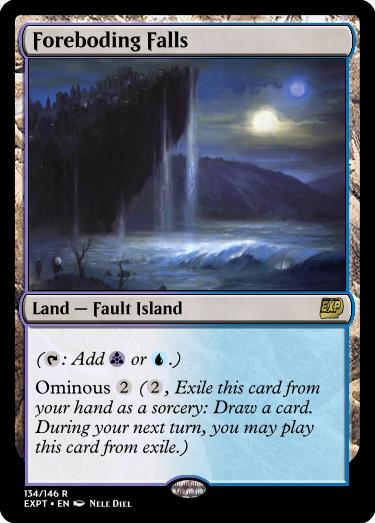 Foreboding Falls
Land — Fault Island
EXP
(: Add or .)
Ominous 2 (2, Exile this card from
your hand as a sorcery: Draw a card.
During your next turn, you may play
this card from exile.)
134/146 R
EXPT • EN Nele Diel